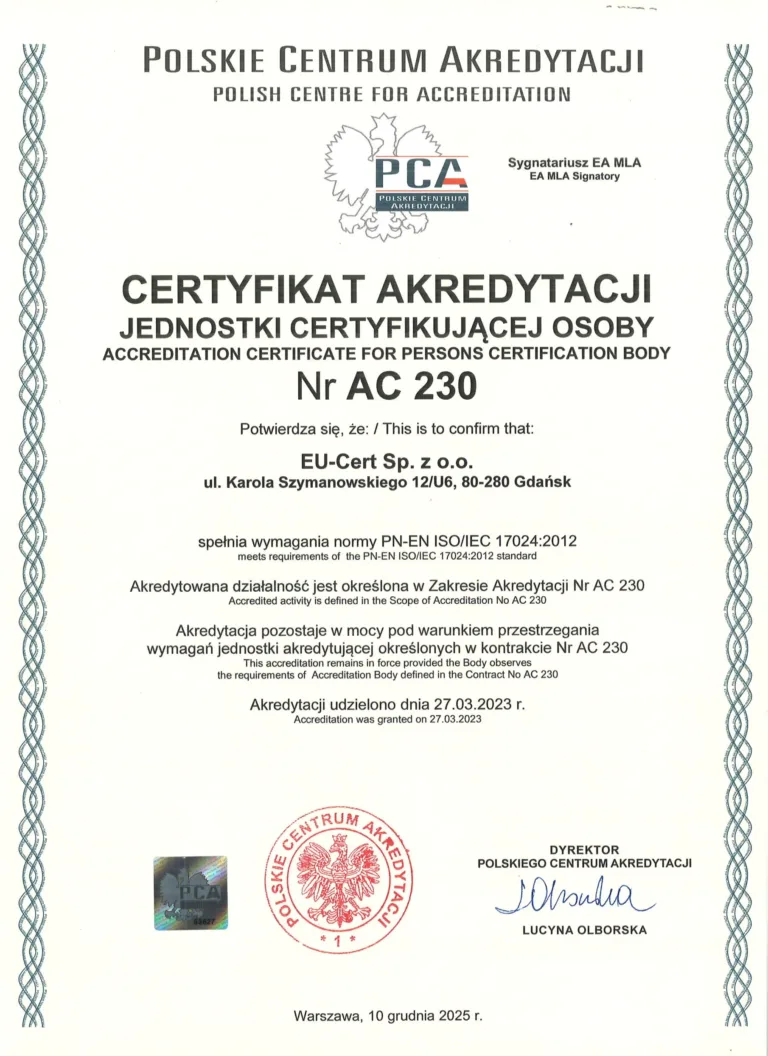 POLSKIE CENTRUM AKREDYTACJI
POLISH CENTRE FOR ACCREDITATION
PCA
POLSKIE CENTRUM
AKREDYTACJI
Sygnatariusz EA MLA
EA MLA Signatory
CERTYFIKAT AKREDYTACJI
JEDNOSTKI CERTYFIKUJĄCEJ OSOBY
ACCREDITATION CERTIFICATE FOR PERSONS CERTIFICATION BODY
Nr AC 230
Potwierdza się, że: / This is to confirm that:
EU-Cert Sp. z o.o.
ul. Karola Szymanowskiego 12/U6, 80-280 Gdańsk
spełnia wymagania normy PN-EN ISO/IEC 17024:2012
meets requirements of the PN-EN ISO/IEC 17024:2012 standard
Akredytowana działalność jest określona w Zakresie Akredytacji Nr AC 230
Accredited activity is defined in the Scope of Accreditation No AC 230
Akredytacja pozostaje w mocy pod warunkiem przestrzegania
wymagań jednostki akredytującej określonych w kontrakcie Nr AC 230
This accreditation remains in force provided the Body observes
the requirements of Accreditation Body defined in the Contract No AC 230
Akredytacji udzielono dnia 27.03.2023 r.
Accreditation was granted on 27.03.2023
PCA
POLSKIE CENTRUM AKREDYTACJI
* 1 *
DYREKTOR
POLSKIEGO CENTRUM AKREDYTACJI
LUCYNA OLBORSKA
Warszawa, 10 grudnia 2025 r.